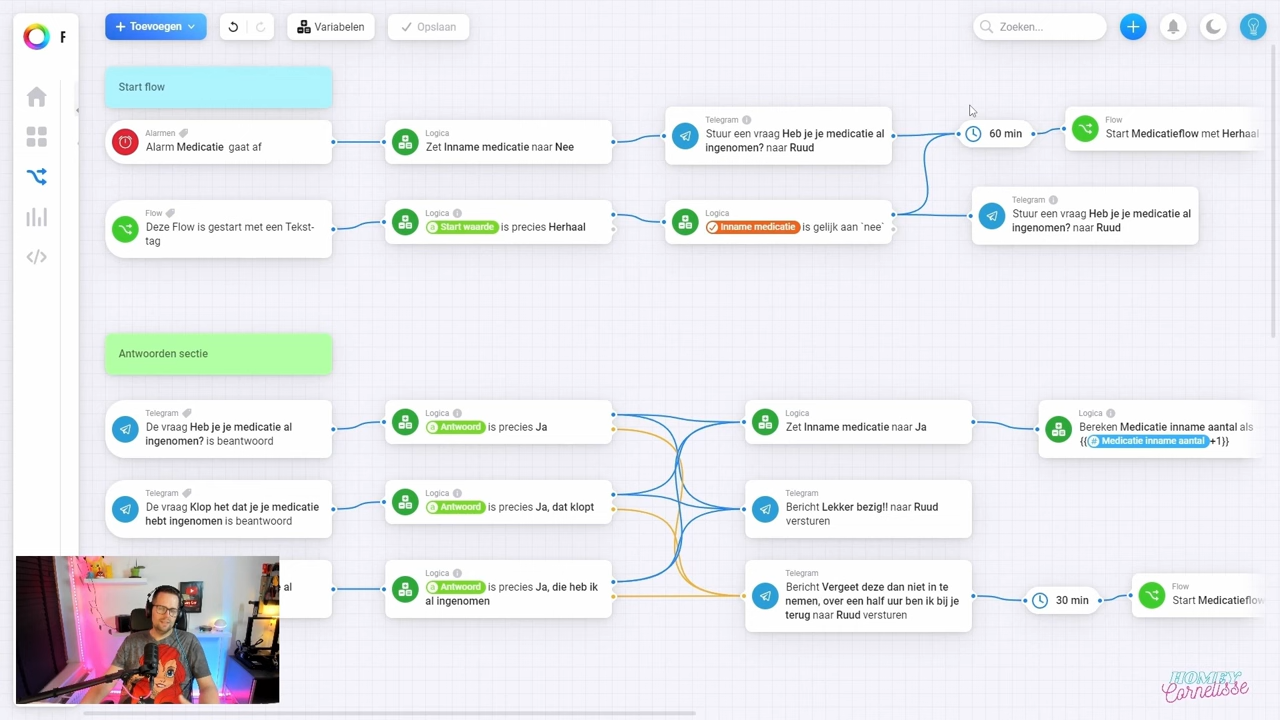 F
Toevoegen
Variabelen
Opslaan
Zoeken...
Start flow
Alarmen
Alarm Medicatie gaat af
Logica
Zet Inname medicatie naar Nee
Telegram
Stuur een vraag Heb je je medicatie al
ingenomen? naar Ruud
60 min
Flow
Start Medicatieflow met Herhaal
Flow
Deze Flow is gestart met een Tekst-
tag
Logica
Start waarde is precies Herhaal
Logica
Inname medicatie is gelijk aan `nee`
Telegram
Stuur een vraag Heb je je medicatie al
ingenomen? naar Ruud
Antwoorden sectie
Telegram
De vraag Heb je je medicatie al
ingenomen? is beantwoord
Logica
Antwoord is precies Ja
Logica
Zet Inname medicatie naar Ja
Logica
Bereken Medicatie inname aantal als
{{ Medicatie inname aantal +1}}
Telegram
De vraag Klop het dat je je medicatie
hebt ingenomen is beantwoord
Logica
Antwoord is precies Ja, dat klopt
Telegram
Bericht Lekker bezig!! naar Ruud
versturen
al
Logica
Antwoord is precies Ja, die heb ik
al ingenomen
Telegram
Bericht Vergeet deze dan niet in te
nemen, over een half uur ben ik bij je
terug naar Ruud versturen
30 min
Flow
Start Medicatieflow
HOMEY
Cornelisse